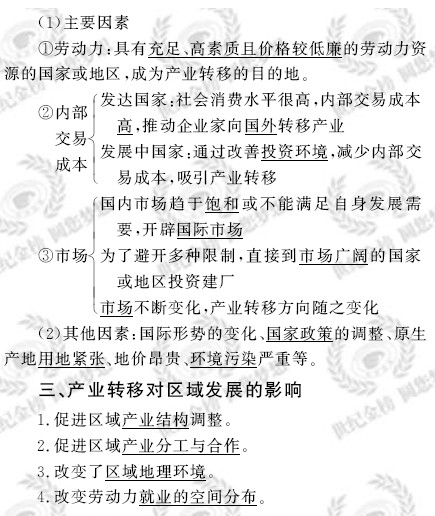 (1)主要因素
①劳动力:具有充足、高素质且价格较低廉的劳动力资
源的国家或地区,成为产业转移的目的地。
②内部
交易
成本
发达国家:社会消费水平很高,内部交易成本
高,推动企业家向国外转移产业
发展中国家:通过改善投资环境,减少内部交
易成本,吸引产业转移
③市场
国内市场趋于饱和或不能满足自身发展需
要,开辟国际市场
为了避开多种限制,直接到市场广阔的国家
或地区投资建厂
市场不断变化,产业转移方向随之变化
(2)其他因素:国际形势的变化、国家政策的调整、原生
产地用地紧张、地价昂贵、环境污染严重等。
三、产业转移对区域发展的影响
1.促进区域产业结构调整。
2.促进区域产业分工与合作。
3.改变了区域地理环境。
4.改变劳动力就业的空间分布。